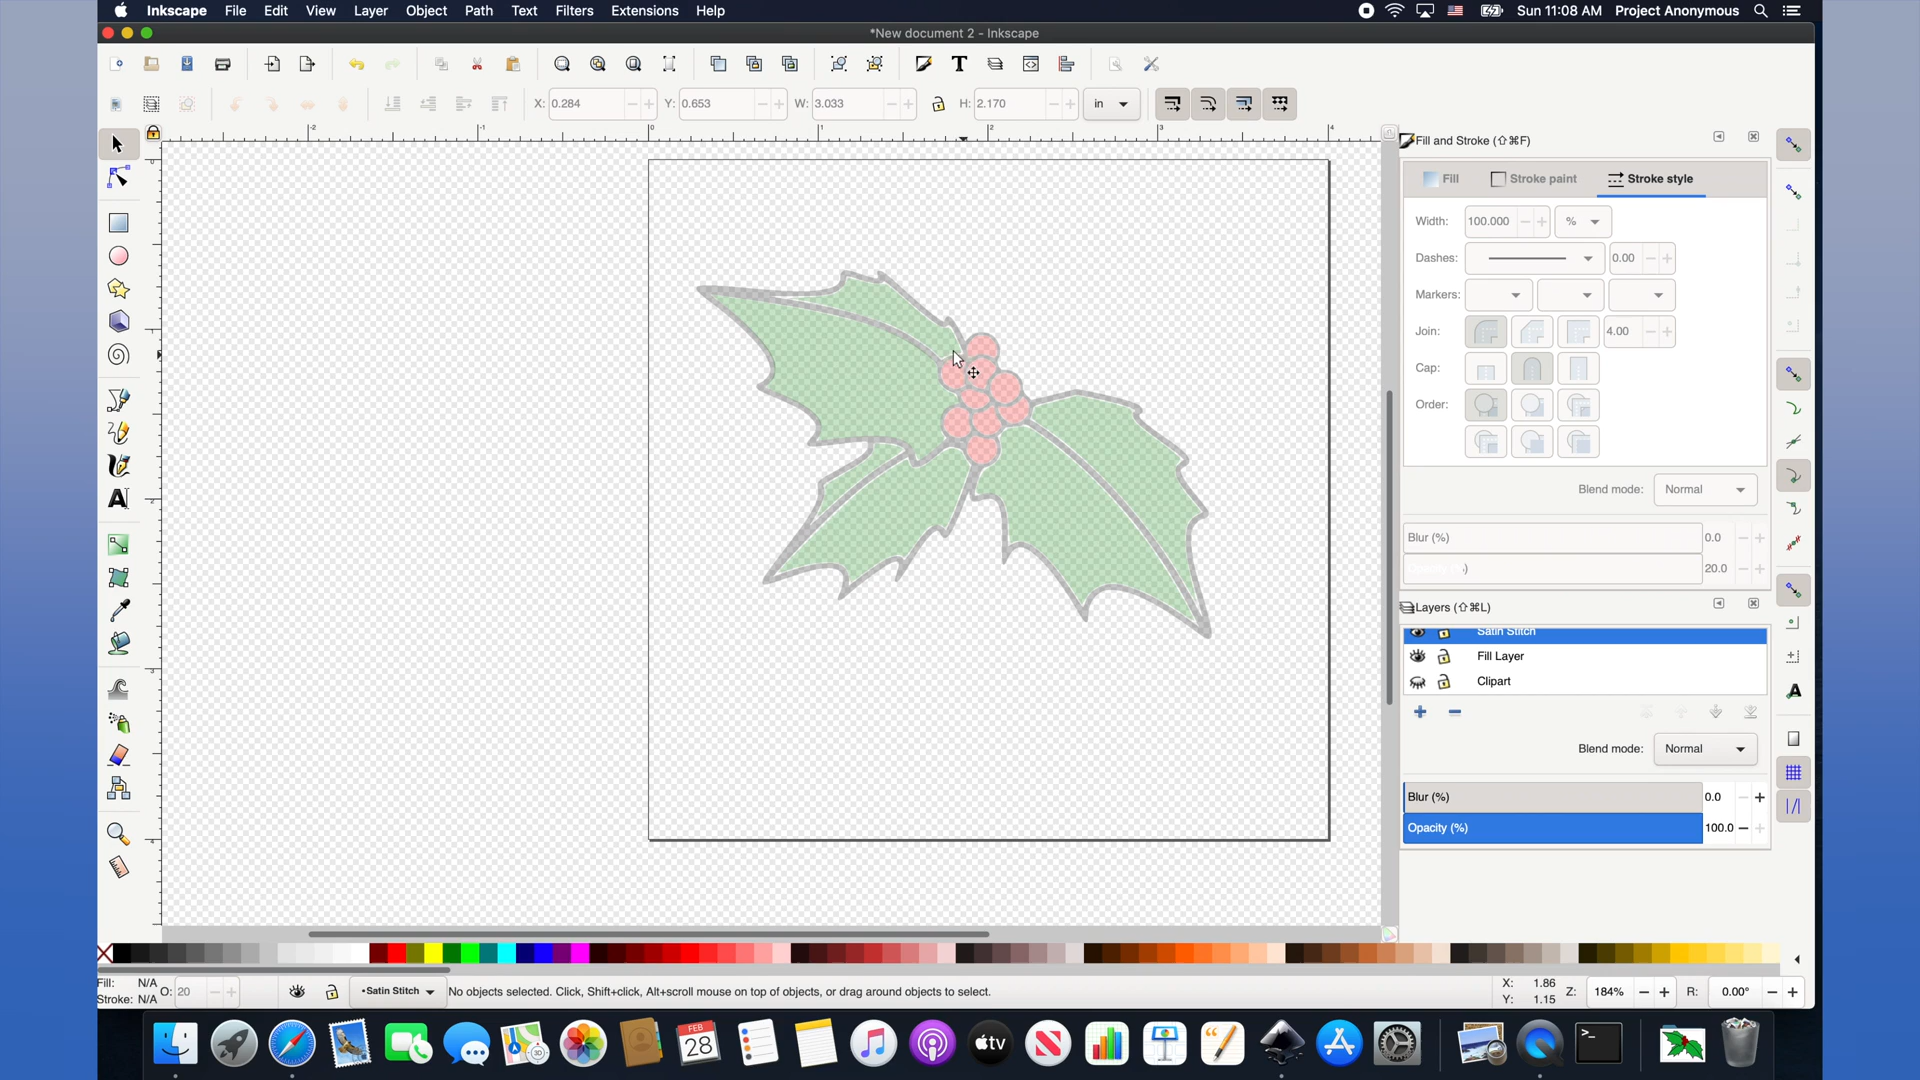 Inkscape File Edit View Layer Object Path Text Filters Extensions Help Sun 11:08 AM Project Anonymous
*New document 2 - Inkscape
X: 0.284 Y: 0.653 W: 3.033 H: 2.170 in
Fill and Stroke (⇧⌘F)
Fill Stroke paint Stroke style
Width: 100.000 %
Dashes: 0.00
Markers:
Join: 4.00
Cap:
Order:
Blend mode: Normal
Blur (%) 0.0
20.0
Layers (⇧⌘L)
Satin Stitch
Fill Layer
Clipart
Blend mode: Normal
Blur (%) 0.0
Opacity (%) 100.0
Fill: N/A
Stroke: N/A
O: 20 •Satin Stitch No objects selected. Click, Shift+click, Alt+scroll mouse on top of objects, or drag around objects to select.
X: 1.86
Y: 1.15
Z: 184% R: 0.00°
FEB
28
tv